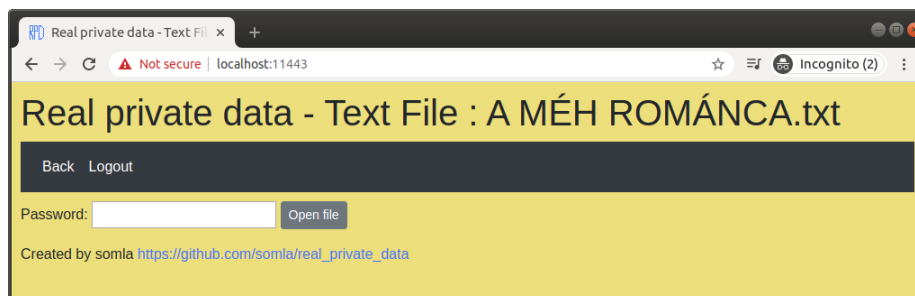 RPD Real private data - Text Fil
Not secure | localhost:11443
Incognito (2)
Real private data - Text File : A MÉH ROMÁNCA.txt
Back Logout
Password: Open file
Created by somla https://github.com/somla/real_private_data